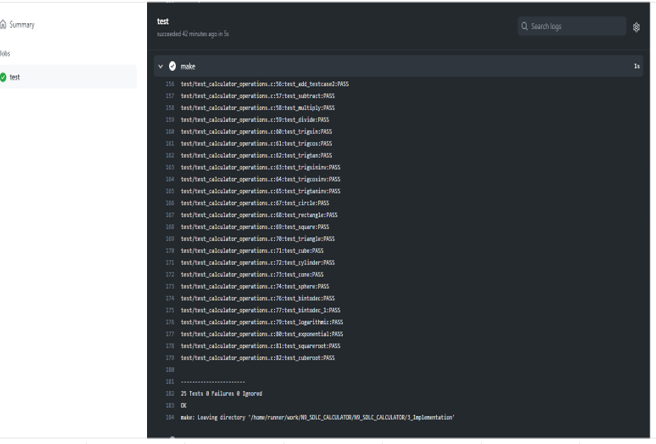 Summary
Jobs
test
test
succeeded 42 minutes ago in 5s
Search logs
make
1s
156 test/test_calculator_operations.c:56:test_add_testcase2:PASS
157 test/test_calculator_operations.c:57:test_subtract:PASS
158 test/test_calculator_operations.c:58:test_multiply:PASS
159 test/test_calculator_operations.c:59:test_divide:PASS
160 test/test_calculator_operations.c:60:test_trigsin:PASS
161 test/test_calculator_operations.c:61:test_trigcos:PASS
162 test/test_calculator_operations.c:62:test_trigtan:PASS
163 test/test_calculator_operations.c:63:test_trigsininv:PASS
164 test/test_calculator_operations.c:64:test_trigcosinv:PASS
165 test/test_calculator_operations.c:65:test_trigtaninv:PASS
166 test/test_calculator_operations.c:67:test_circle:PASS
167 test/test_calculator_operations.c:68:test_rectangle:PASS
168 test/test_calculator_operations.c:69:test_square:PASS
169 test/test_calculator_operations.c:70:test_triangle:PASS
170 test/test_calculator_operations.c:71:test_cube:PASS
171 test/test_calculator_operations.c:72:test_cylinder:PASS
172 test/test_calculator_operations.c:73:test_cone:PASS
173 test/test_calculator_operations.c:74:test_sphere:PASS
174 test/test_calculator_operations.c:76:test_bintodec:PASS
175 test/test_calculator_operations.c:77:test_bintodec_1:PASS
176 test/test_calculator_operations.c:79:test_logarithmic:PASS
177 test/test_calculator_operations.c:80:test_exponential:PASS
178 test/test_calculator_operations.c:81:test_squareroot:PASS
179 test/test_calculator_operations.c:82:test_cuberoot:PASS
180
181 -----------------------
182 25 Tests 0 Failures 0 Ignored
183 OK
184 make: Leaving directory '/home/runner/work/N9_SDLC_CALCULATOR/N9_SDLC_CALCULATOR/3_Implementation'